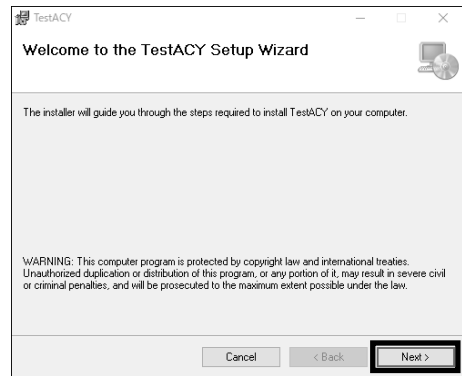 TestACY
Welcome to the TestACY Setup Wizard
The installer will guide you through the steps required to install TestACY on your computer.
WARNING: This computer program is protected by copyright law and international treaties.
Unauthorized duplication or distribution of this program, or any portion of it, may result in severe civil
or criminal penalties, and will be prosecuted to the maximum extent possible under the law.
Cancel
< Back
Next >